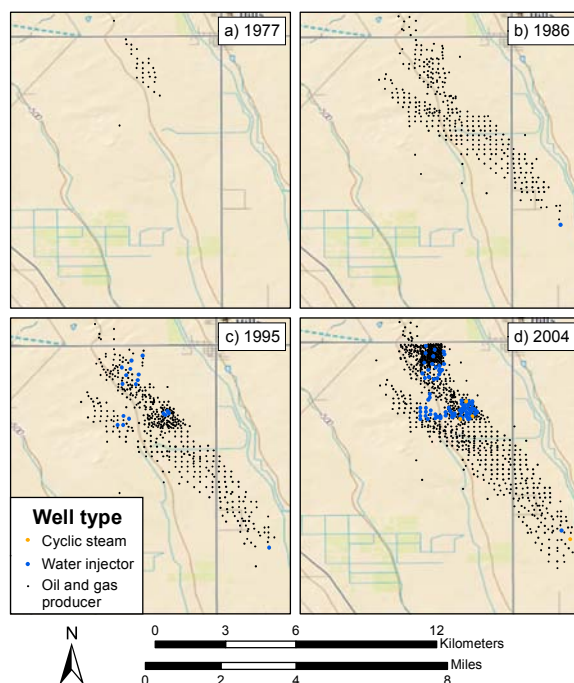 a) 1977
b) 1986
c) 1995
d) 2004
Well type
Cyclic steam
Water injector
Oil and gas
producer
N
0 3 6 12
Kilometers
Miles
0 2 4 8